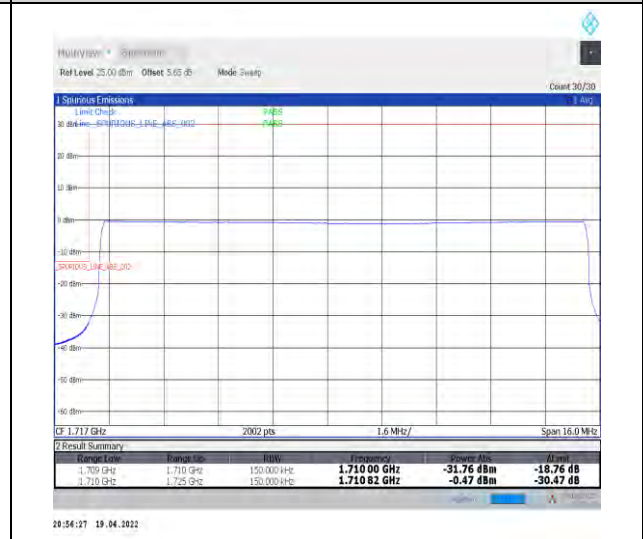 MultiView Spectrum
Ref Level 25.00 dBm Offset 5.65 dB Mode Sweep
Count 30/30
1 Spurious Emissions 1 Avg
Limit Check PASS
30 dBm Line _SPURIOUS_LINE_ABS_002 PASS
20 dBm
10 dBm
0 dBm
-10 dBm
_SPURIOUS_LINE_ABS_002
-20 dBm
-30 dBm
-40 dBm
-50 dBm
-60 dBm
CF 1.717 GHz 2002 pts 1.6 MHz/ Span 16.0 MHz
2 Result Summary
Range Low Range Up RBW Frequency Power Abs ΔLimit
1.709 GHz 1.710 GHz 150.000 kHz 1.710 00 GHz -31.76 dBm -18.76 dB
1.710 GHz 1.725 GHz 150.000 kHz 1.710 82 GHz -0.47 dBm -30.47 dB
20:56:27 19.04.2022